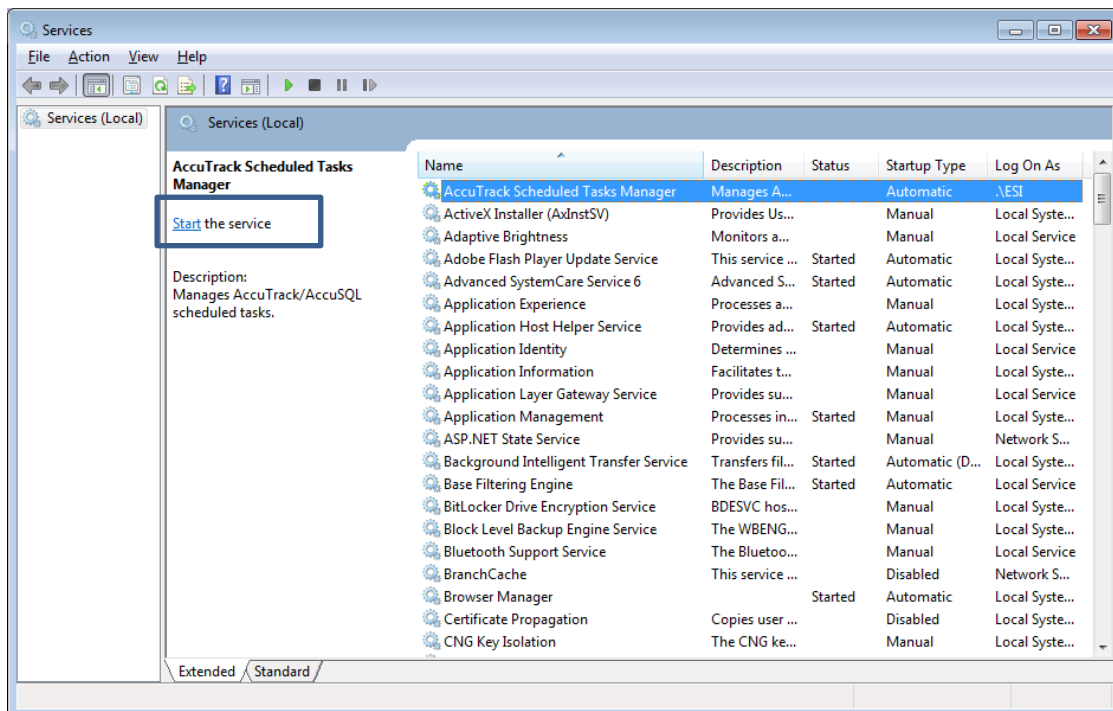 Services
File Action View Help
Services (Local)
Services (Local)
AccuTrack Scheduled Tasks Manager
Start the service
Description:
Manages AccuTrack/AccuSQL
scheduled tasks.
Name Description Status Startup Type Log On As
AccuTrack Scheduled Tasks Manager Manages A... Automatic .\ESI
ActiveX Installer (AxInstSV) Provides Us... Manual Local Syste...
Adaptive Brightness Monitors a... Manual Local Service
Adobe Flash Player Update Service This service ... Started Automatic Local Syste...
Advanced SystemCare Service 6 Advanced S... Started Automatic Local Syste...
Application Experience Processes a... Manual Local Syste...
Application Host Helper Service Provides ad... Started Automatic Local Syste...
Application Identity Determines ... Manual Local Service
Application Information Facilitates t... Manual Local Syste...
Application Layer Gateway Service Provides su... Manual Local Service
Application Management Processes in... Started Manual Local Syste...
ASP.NET State Service Provides su... Manual Network S...
Background Intelligent Transfer Service Transfers fil... Started Automatic (D... Local Syste...
Base Filtering Engine The Base Fil... Started Automatic Local Service
BitLocker Drive Encryption Service BDESVC hos... Manual Local Syste...
Block Level Backup Engine Service The WBENG... Manual Local Syste...
Bluetooth Support Service The Bluetoo... Manual Local Service
BranchCache This service ... Disabled Network S...
Browser Manager Started Automatic Local Syste...
Certificate Propagation Copies user ... Disabled Local Syste...
CNG Key Isolation The CNG ke... Manual Local Syste...
Extended Standard